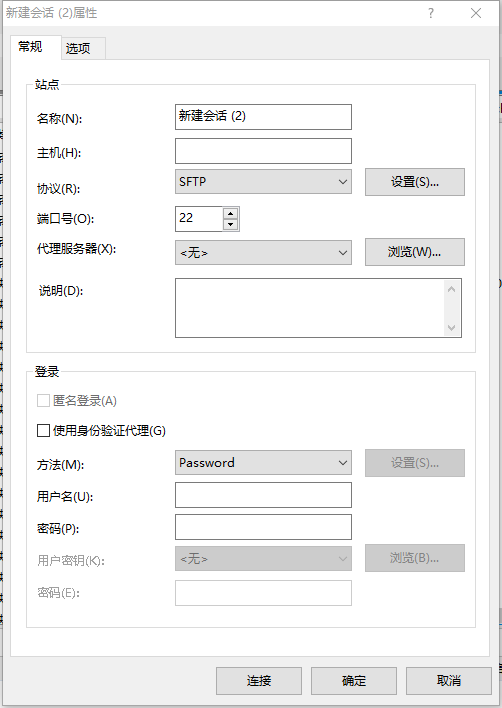 新建会话 (2)属性
常规 选项
站点
名称(N): 新建会话 (2)
主机(H):
协议(R): SFTP 设置(S)...
端口号(O): 22
代理服务器(X): <无> 浏览(W)...
说明(D):
登录
匿名登录(A)
使用身份验证代理(G)
方法(M): Password 设置(S)...
用户名(U):
密码(P):
用户密钥(K): <无> 浏览(B)...
密码(E):
连接 确定 取消